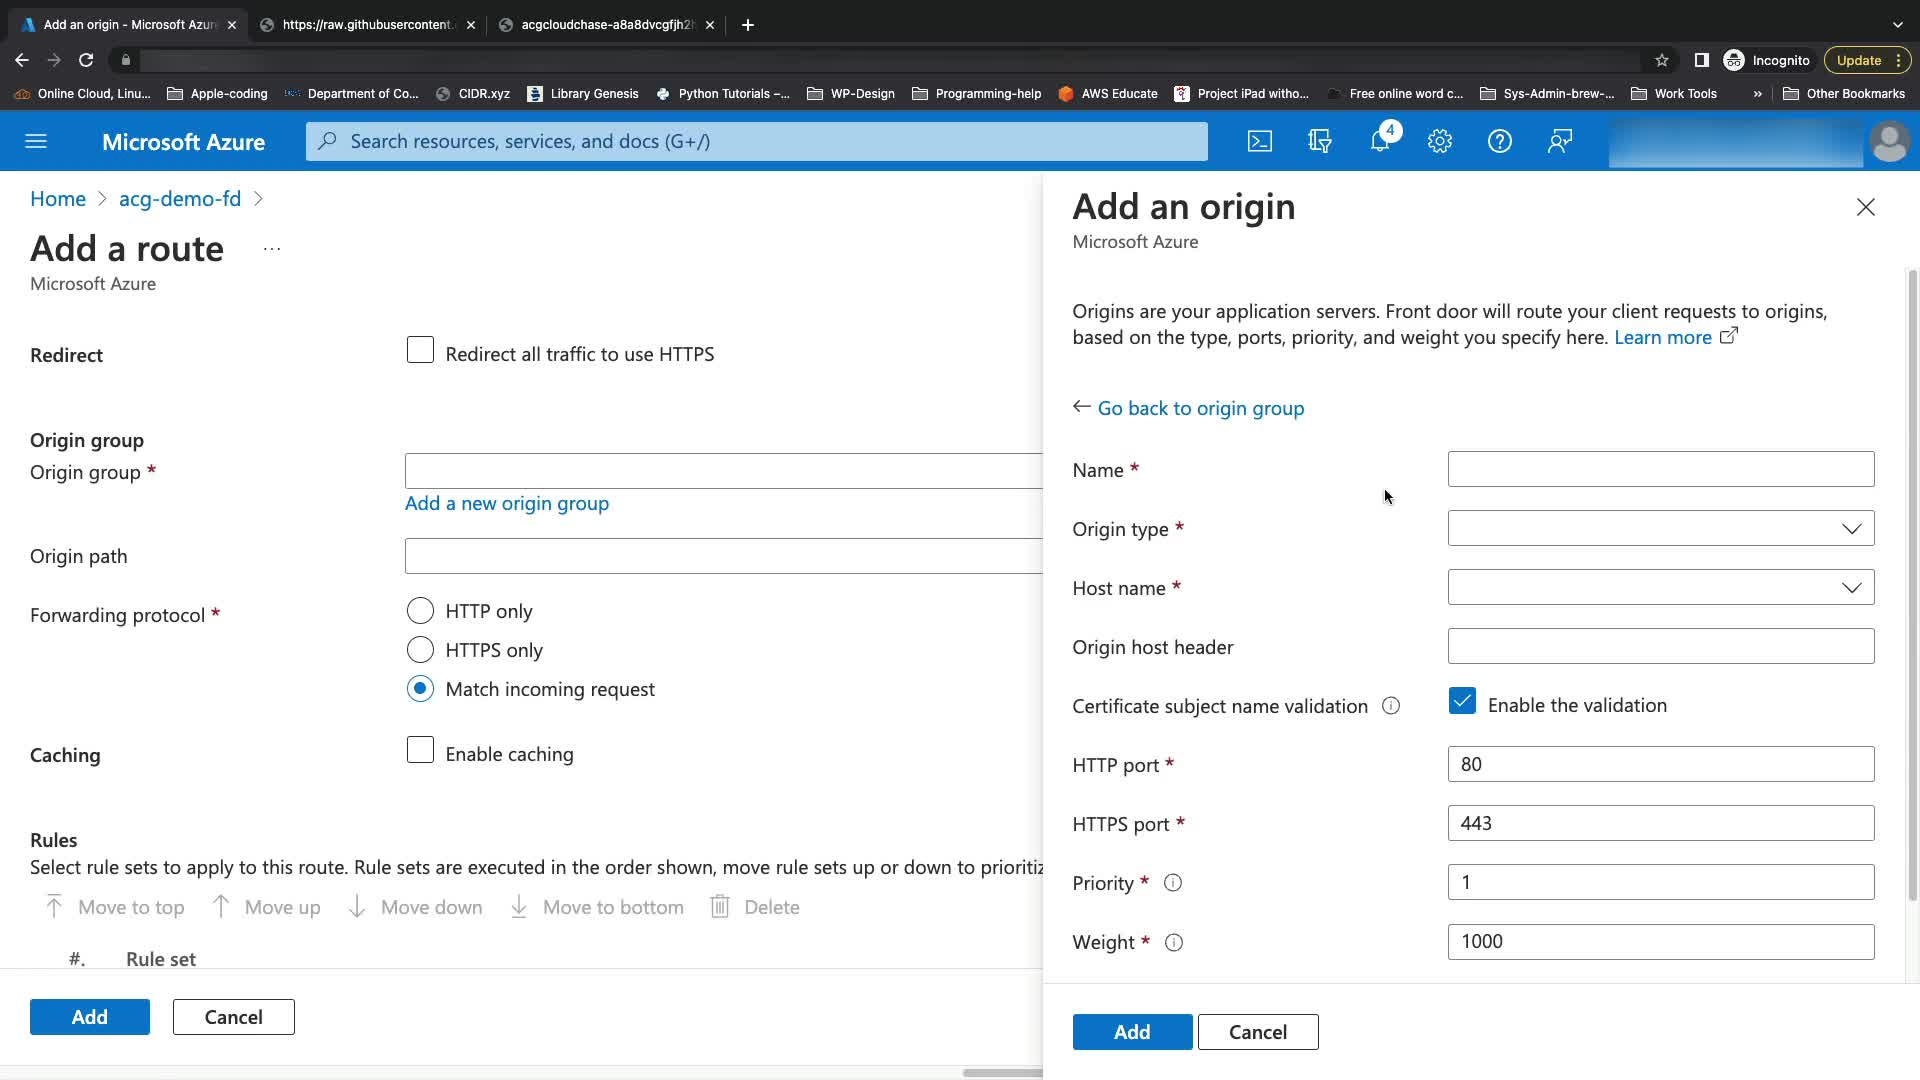 Add an origin - Microsoft Azur
https://raw.githubusercontent.
acgcloudchase-a8a8dvcgfjh2h
Incognito
Update
Online Cloud, Linu...
Apple-coding
Department of Co...
CIDR.xyz
Library Genesis
Python Tutorials –...
WP-Design
Programming-help
AWS Educate
Project iPad witho...
Free online word c...
Sys-Admin-brew-...
Work Tools
»
Other Bookmarks
Microsoft Azure
Search resources, services, and docs (G+/)
4
Home > acg-demo-fd >
Add a route ...
Microsoft Azure
Redirect
Redirect all traffic to use HTTPS
Origin group
Origin group *
Add a new origin group
Origin path
Forwarding protocol *
HTTP only
HTTPS only
Match incoming request
Caching
Enable caching
Rules
Select rule sets to apply to this route. Rule sets are executed in the order shown, move rule sets up or down to prioritiz
Move to top
Move up
Move down
Move to bottom
Delete
#.
Rule set
Add
Cancel
Add an origin
Microsoft Azure
Origins are your application servers. Front door will route your client requests to origins,
based on the type, ports, priority, and weight you specify here. Learn more
Go back to origin group
Name *
Origin type *
Host name *
Origin host header
Certificate subject name validation
Enable the validation
HTTP port *
80
HTTPS port *
443
Priority *
1
Weight *
1000
Add
Cancel